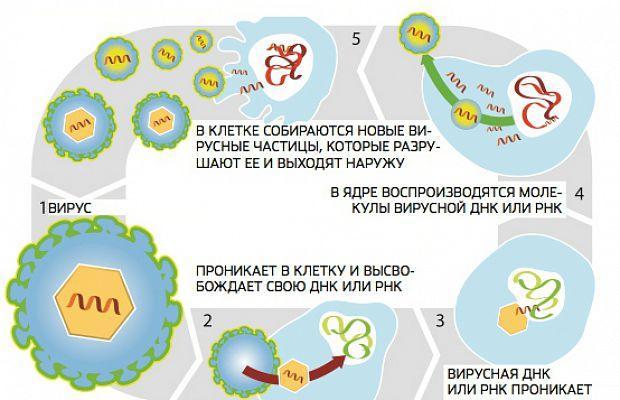 5
В КЛЕТКЕ СОБИРАЮТСЯ НОВЫЕ ВИ-
РУСНЫЕ ЧАСТИЦЫ, КОТОРЫЕ РАЗРУ-
ШАЮТ ЕЕ И ВЫХОДЯТ НАРУЖУ
В ЯДРЕ ВОСПРОИЗВОДЯТСЯ МОЛЕ-
КУЛЫ ВИРУСНОЙ ДНК ИЛИ РНК
4
1 ВИРУС
ПРОНИКАЕТ В КЛЕТКУ И ВЫСВО-
БОЖДАЕТ СВОЮ ДНК ИЛИ РНК
2
3
ВИРУСНАЯ ДНК
ИЛИ РНК ПРОНИКАЕТ